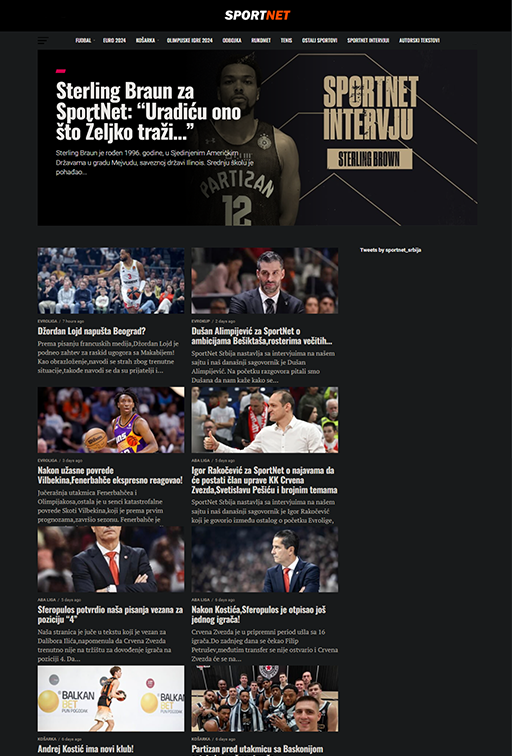 SPORTNET
FUDBAL
EURO 2024
KOŠARKA
OLIMPIJSKE IGRE 2024
ODBOJKA
RUKOMET
TENIS
OSTALI SPORTOVI
SPORTNET INTERVJUI
AUTORSKI TEKSTOVI
Sterling Braun za
SportNet: “Uradiću ono
što Zeljko traži...”
Sterling Braun je rođen 1996. godine, u Sjedinjenim Američkim
Državama u gradu Mejvudu, saveznoj državi Ilinois. Srednju školu je
pohađao...
SPORTNET
INTERVJU
STERLING BROWN
PARTIZAN
12
Tweets by sportnet_srbija
EVROLIGA / 7 hours ago
Džordan Lojd napušta Beograd?
Prema pisanju francuskih medija,Džordan Lojd je
podneo zahtev za raskid ugovora sa Makabijem!
Kao obrazloženje,navodi se strah zbog trenutne
situacije,takođe navodi se da su prijatelji i...
EVROKUP / 2 days ago
Dušan Alimpijević za SportNet o
ambicijama Bešiktaša,rosterima većitih...
SportNet Srbija nastavlja sa intervjuima na našem
sajtu i naš današnji sagovornik je Dušan
Alimpijević. Na početku razgovora pitali smo
Dušana da nam kaže kako se...
EVROLIGA / 3 days ago
Nakon užasne povrede
Vilbekina,Fenerbahče ekspresno reagovao!
Jučerašnja utakmica Fenerbahčea i
Olimpijakosa,ostala je u senci katastrofalne
povrede Skoti Vilbekina,koji je prema prvim
prognozama,završio sezonu. Fenerbahče je
ABA LIGA / 5 days ago
Igor Rakočević za SportNet o najavama da
će postati član uprave KK Crvena
Zvezda,Svetislavu Pešiću i brojnim temama
SportNet Srbija nastavlja sa intervjuima na našem
sajtu i naš današnji sagovornik je Igor Rakočević
koji je govorio između ostalog o početku Evrolige,
ABA LIGA / 5 days ago
Sferopulos potvrdio naša pisanja vezana za
poziciju “4”
Naša stranica je juče u tekstu koji je vezan za
Dalibora Ilića,napomenula da Crvena Zvezda
trenutno nije na tržištu za dovođenje igrača na
poziciji 4. Da...
ABA LIGA / 6 days ago
Nakon Kostića,Sferopulos je otpisao još
jednog igrača!
Crvena Zvezda je u pripremni period ušla sa 16
igrača.Do zadnjeg dana se čekao Filip
Petrušev,međutim transfer se nije ostvario i Crvena
Zvezda će se na...
BALKAN
BET
PUN POGODAK
KOŠARKA / 6 days ago
Andrej Kostić ima novi klub!
KOŠARKA / 6 days ago
Partizan pred utakmicu sa Baskonijom